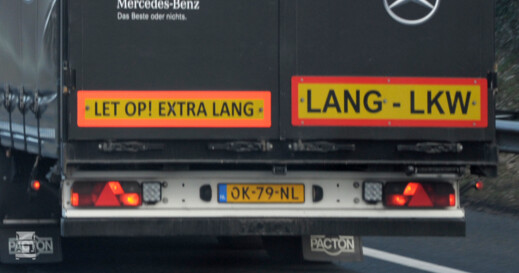 Mercedes-Benz
Das Beste oder nichts.
LET OP! EXTRA LANG
LANG - LKW
OK-79-NL
PACTON
PACTON